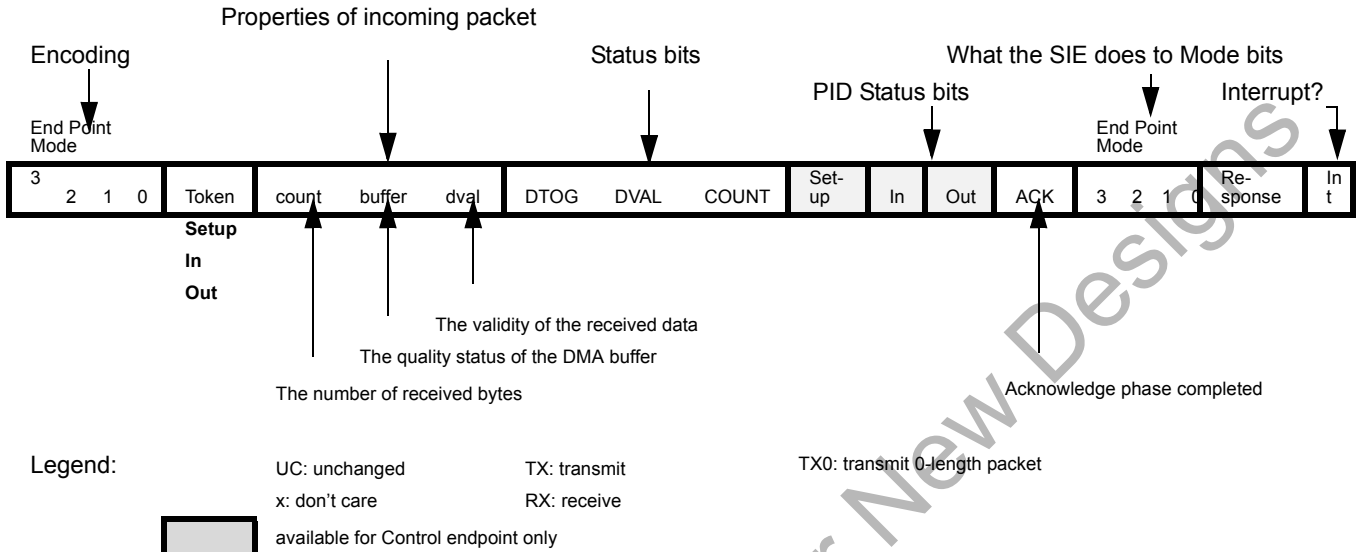 Properties of incoming packet
Encoding
Status bits
What the SIE does to Mode bits
PID Status bits
Interrupt?
End Point
Mode
End Point
Mode
3 2 1 0 Token count buffer dval DTOG DVAL COUNT Set-
up In Out ACK 3 2 1 0 Re-
sponse In
t
Setup
In
Out
The validity of the received data
The quality status of the DMA buffer
The number of received bytes
Acknowledge phase completed
Legend:
UC: unchanged TX: transmit TX0: transmit 0-length packet
x: don't care RX: receive
available for Control endpoint only
New Designs